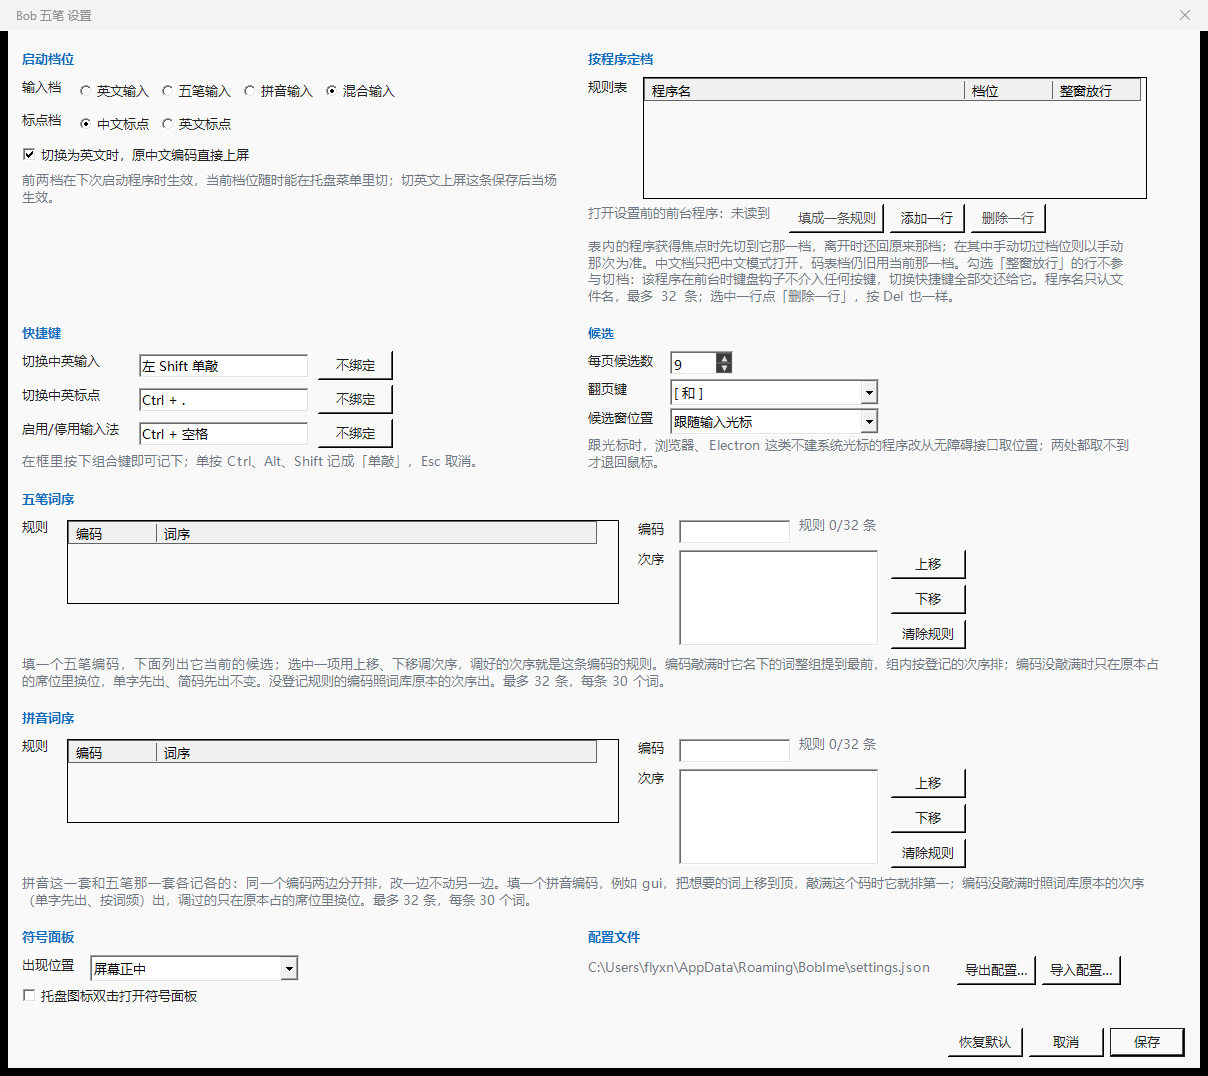 Bob 五笔 设置
启动档位
输入档 英文输入 五笔输入 拼音输入 混合输入
标点档 中文标点 英文标点
切换为英文时，原中文编码直接上屏
前两档在下次启动程序时生效，当前档位随时能在托盘菜单里切；切英文上屏这条保存后当场
生效。
按程序定档
规则表 程序名 档位 整窗放行
打开设置前的前台程序：未读到 填成一条规则 添加一行 删除一行
表内的程序获得焦点时先切到它那一档，离开时还回原来那档；在其中手动切过档位则以手动
那次为准。中文档只把中文模式打开，码表档仍旧用当前那一档。勾选「整窗放行」的行不参
与切档：该程序在前台时键盘钩子不介入任何按键，切换快捷键全部交还给它。程序名只认文
件名，最多 32 条；选中一行点「删除一行」，按 Del 也一样。
快捷键
切换中英输入 左 Shift 单敲 不绑定
切换中英标点 Ctrl + . 不绑定
启用/停用输入法 Ctrl + 空格 不绑定
在框里按下组合键即可记下；单按 Ctrl、Alt、Shift 记成「单敲」，Esc 取消。
候选
每页候选数 9
翻页键 [ 和 ]
候选窗位置 跟随输入光标
跟光标时，浏览器、Electron 这类不建系统光标的程序改从无障碍接口取位置；两处都取不到
才退回鼠标。
五笔词序
规则 编码 词序
编码 规则 0/32 条
次序 上移
下移
清除规则
填一个五笔编码，下面列出它当前的候选；选中一项用上移、下移调次序，调好的次序就是这条编码的规则。编码敲满时它名下的词整组提到最前，组内按登记的次序排；编码没敲满时只在原本占
的席位里换位，单字先出、简码先出不变。没登记规则的编码照词库原本的次序出。最多 32 条，每条 30 个词。
拼音词序
规则 编码 词序
编码 规则 0/32 条
次序 上移
下移
清除规则
拼音这一套和五笔那一套各记各的：同一个编码两边分开排，改一边不动另一边。填一个拼音编码，例如 gui，把想要的词上移到顶，敲满这个码时它就排第一；编码没敲满时照词库原本的次序
（单字先出、按词频）出，调过的只在原本占的席位里换位。最多 32 条，每条 30 个词。
符号面板
出现位置 屏幕正中
托盘图标双击打开符号面板
配置文件
C:\Users\flyxn\AppData\Roaming\BobIme\settings.json 导出配置... 导入配置...
恢复默认 取消 保存